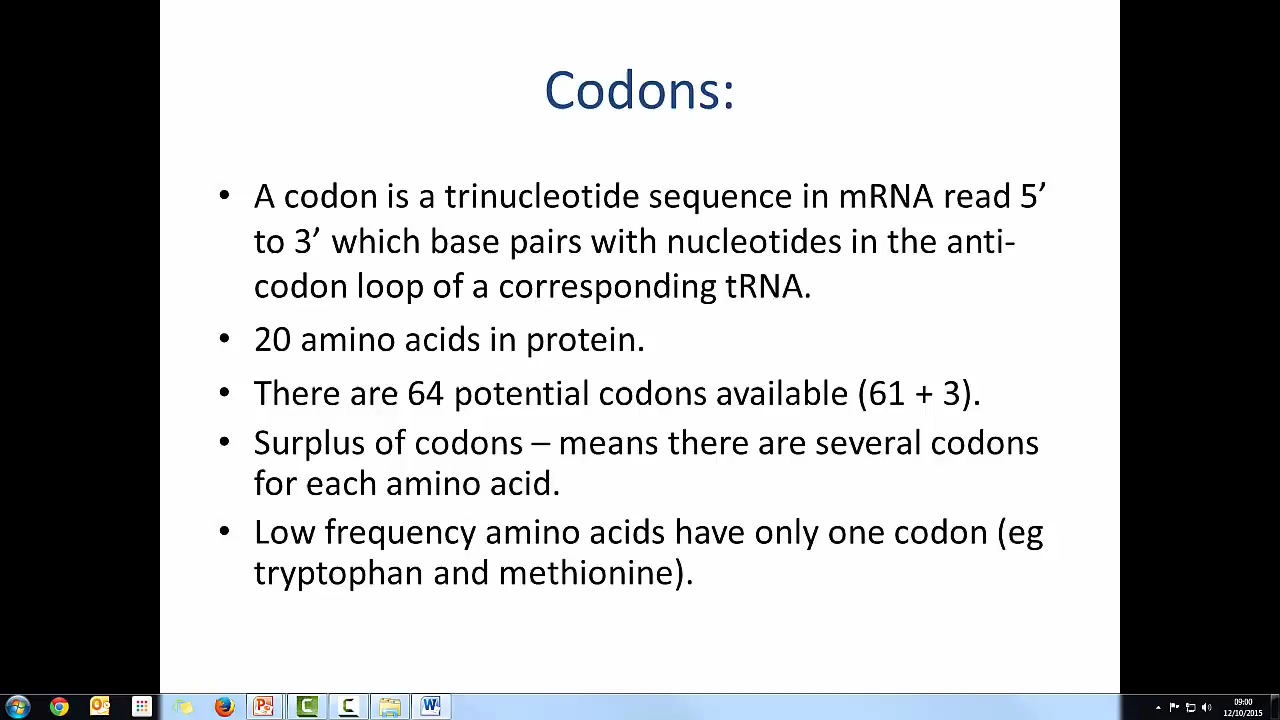 Codons:
• A codon is a trinucleotide sequence in mRNA read 5’
to 3’ which base pairs with nucleotides in the anti-
codon loop of a corresponding tRNA.
• 20 amino acids in protein.
• There are 64 potential codons available (61 + 3).
• Surplus of codons – means there are several codons
for each amino acid.
• Low frequency amino acids have only one codon (eg
tryptophan and methionine).
09:00
12/10/2015